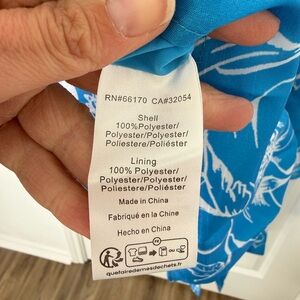 RN#66170 CA#32054
Shell
100%Polyester/
Polyester/Polyester/
Poliestere/Poliéster
Lining
100% Polyester/
Polyester/Polyester/
Poliestere/Poliéster
Made in China
Fabriqué en la Chine
Hecho en China
FR
quefairedemesdechets.fr